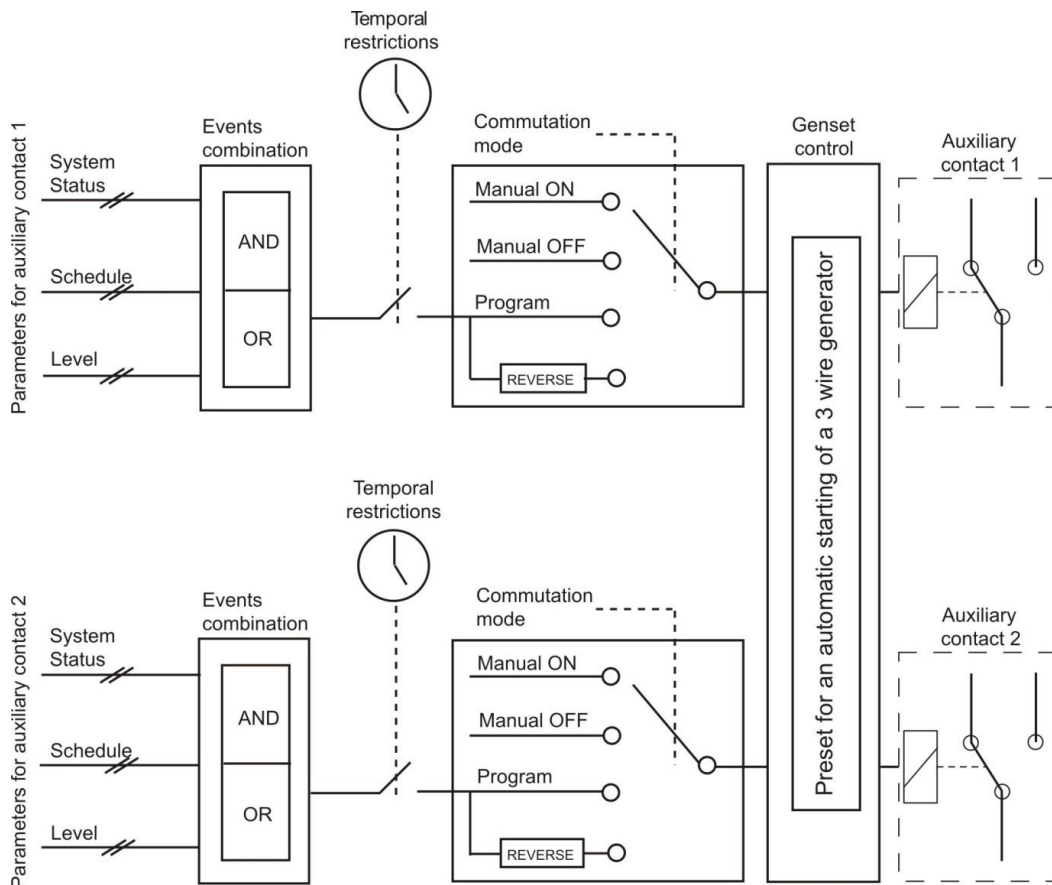 Temporal
restrictions
Parameters for auxiliary contact 1
System
Status
Schedule
Level
Events
combination
AND
OR
Commutation
mode
Manual ON
Manual OFF
Program
REVERSE
Genset
control
Preset for an automatic starting of a 3 wire generator
Auxiliary
contact 1
Temporal
restrictions
Parameters for auxiliary contact 2
System
Status
Schedule
Level
Events
combination
AND
OR
Commutation
mode
Manual ON
Manual OFF
Program
REVERSE
Auxiliary
contact 2